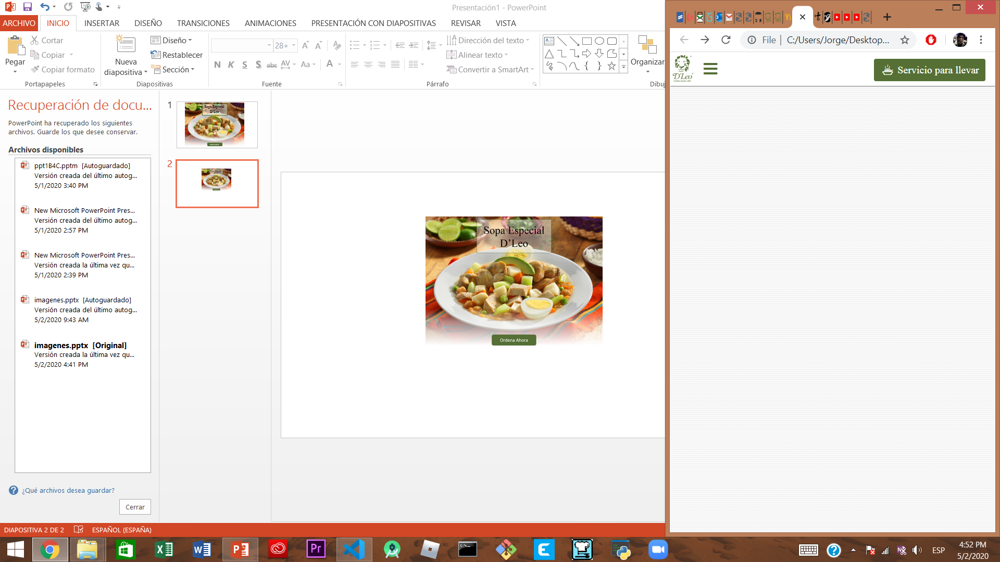 Presentación1 - PowerPoint
ARCHIVO INICIO INSERTAR DISEÑO TRANSICIONES ANIMACIONES PRESENTACIÓN CON DIAPOSITIVAS REVISAR VISTA
Pegar
Cortar
Copiar
Copiar formato
Portapapeles
Nueva
diapositiva
Diseño
Restablecer
Sección
Diapositivas
28+
N K S S abc AV Aa A
Fuente
Dirección del texto
Alinear texto
Convertir a SmartArt
Párrafo
Organizar
Dibuj
Recuperación de docu...
PowerPoint ha recuperado los siguientes
archivos. Guarde los que desee conservar.
Archivos disponibles
ppt1B4C.pptm [Autoguardado]
Versión creada del último autog...
5/1/2020 3:40 PM
New Microsoft PowerPoint Pres...
Versión creada del último autog...
5/1/2020 2:57 PM
New Microsoft PowerPoint Pres...
Versión creada la última vez qu...
5/1/2020 2:39 PM
imagenes.pptx [Autoguardado]
Versión creada del último autog...
5/2/2020 9:43 AM
imagenes.pptx [Original]
Versión creada la última vez qu...
5/2/2020 4:41 PM
¿Qué archivos desea guardar?
Cerrar
1
Sopa Especial
D'Leo
2
Sopa Especial
D'Leo
Ordena Ahora
DIAPOSITIVA 2 DE 2 ESPAÑOL (ESPAÑA)
File | C:/Users/Jorge/Desktop...
D'Leo
Servicio para llevar
ESP
4:52 PM
5/2/2020